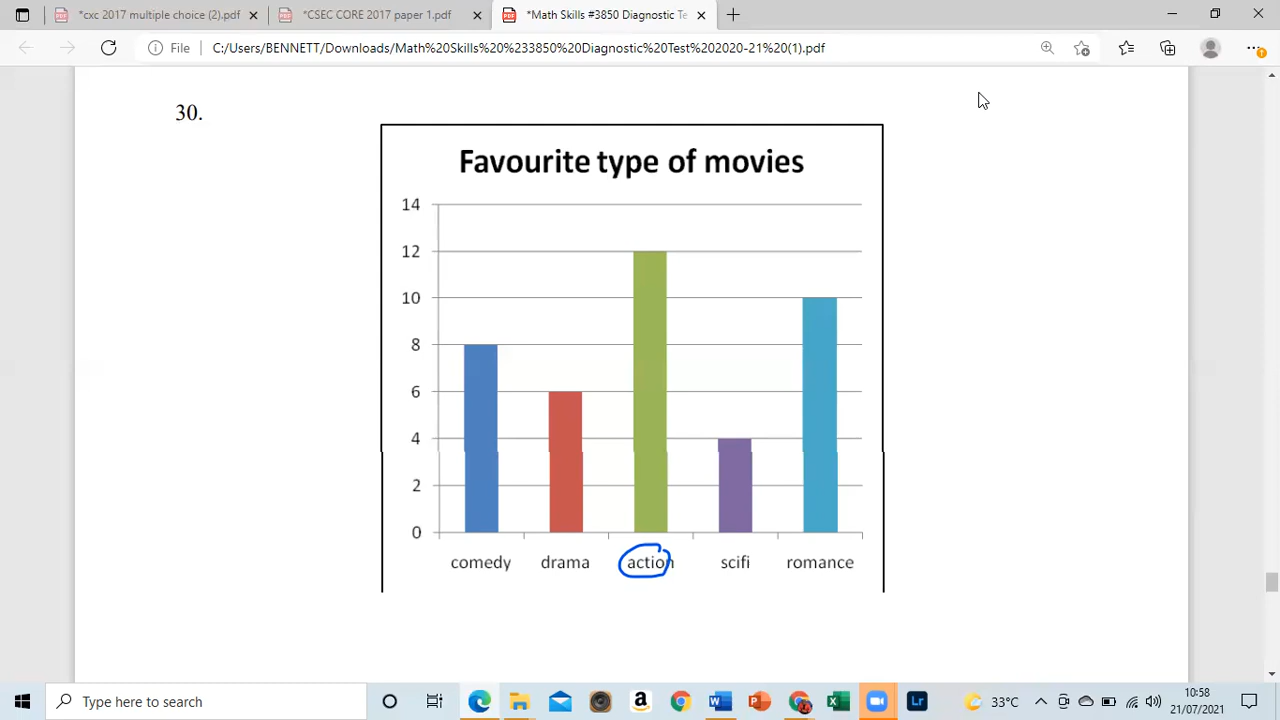 *cxc 2017 multiple choice (2).pdf
*CSEC CORE 2017 paper 1.pdf
*Math Skills #3850 Diagnostic Te
File
C:/Users/BENNETT/Downloads/Math%20Skills%20%233850%20Diagnostic%20Test%2020-21%20(1).pdf
30.
Favourite type of movies
14
12
10
8
6
4
2
0
comedy drama action scifi romance
Type here to search
33°C
10:58
21/07/2021